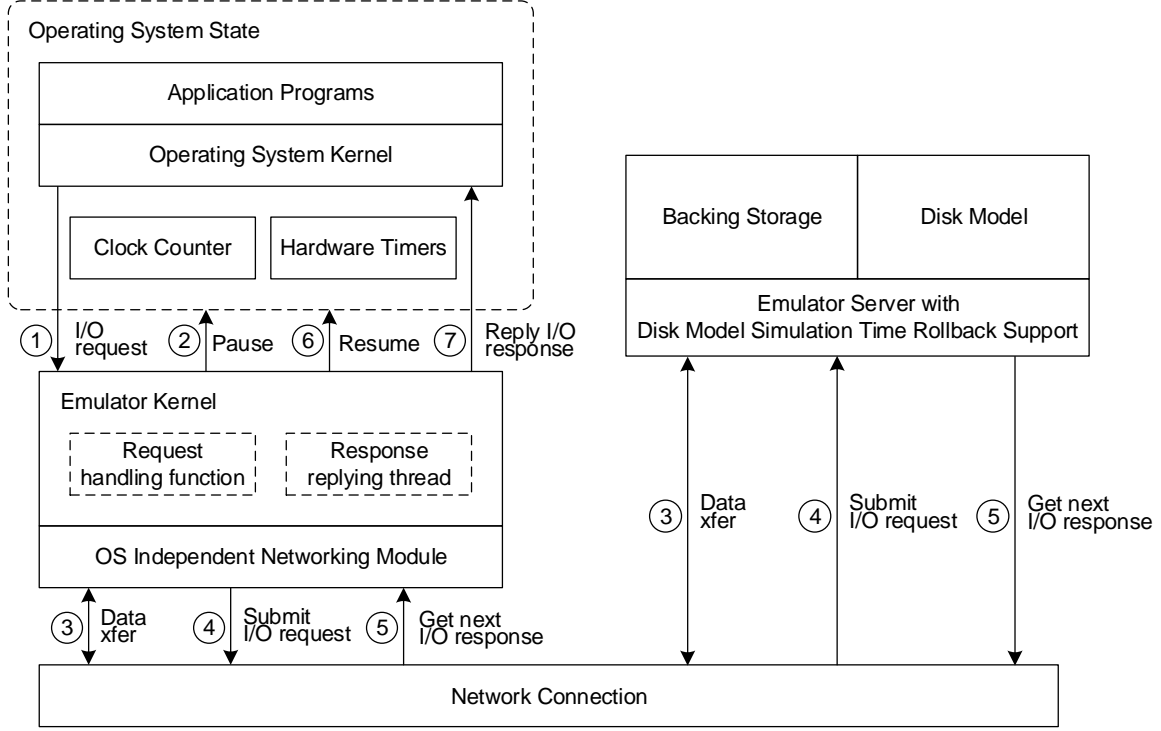 Operating System State
Application Programs
Operating System Kernel
Clock Counter
Hardware Timers
Backing Storage
Disk Model
Emulator Server with
Disk Model Simulation Time Rollback Support
1
I/O
request
2
Pause
6
Resume
7
Reply I/O
response
Emulator Kernel
Request
handling function
Response
replying thread
OS Independent Networking Module
3
Data
xfer
4
Submit
I/O request
5
Get next
I/O response
3
Data
xfer
4
Submit
I/O request
5
Get next
I/O response
Network Connection